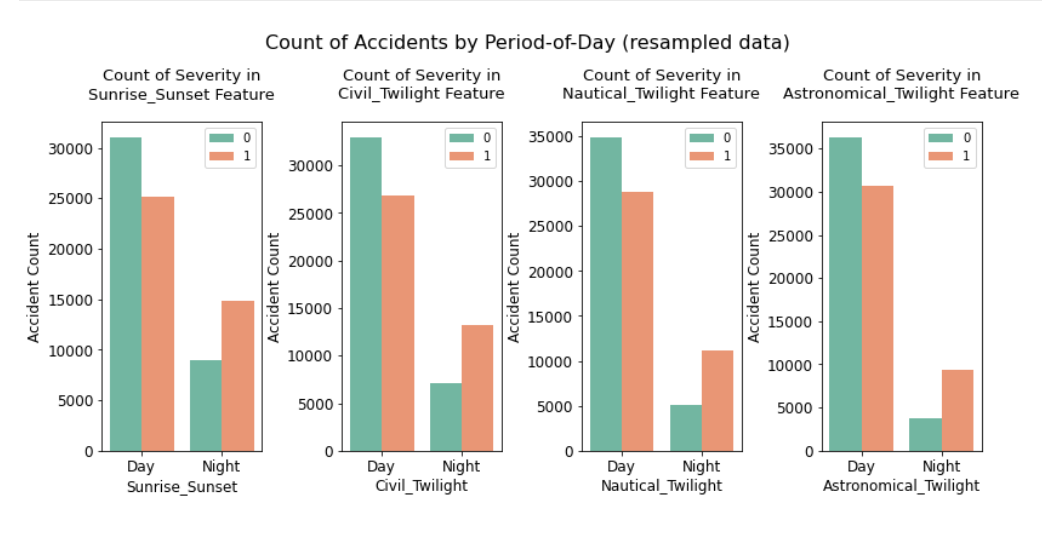 Count of Accidents by Period-of-Day (resampled data)
Count of Severity in
Sunrise_Sunset Feature
0
1
30000
25000
20000
15000
10000
5000
0
Accident Count
Day
Night
Sunrise_Sunset
Count of Severity in
Civil_Twilight Feature
0
1
30000
25000
20000
15000
10000
5000
0
Accident Count
Day
Night
Civil_Twilight
Count of Severity in
Nautical_Twilight Feature
0
1
35000
30000
25000
20000
15000
10000
5000
0
Accident Count
Day
Night
Nautical_Twilight
Count of Severity in
Astronomical_Twilight Feature
0
1
35000
30000
25000
20000
15000
10000
5000
0
Accident Count
Day
Night
Astronomical_Twilight